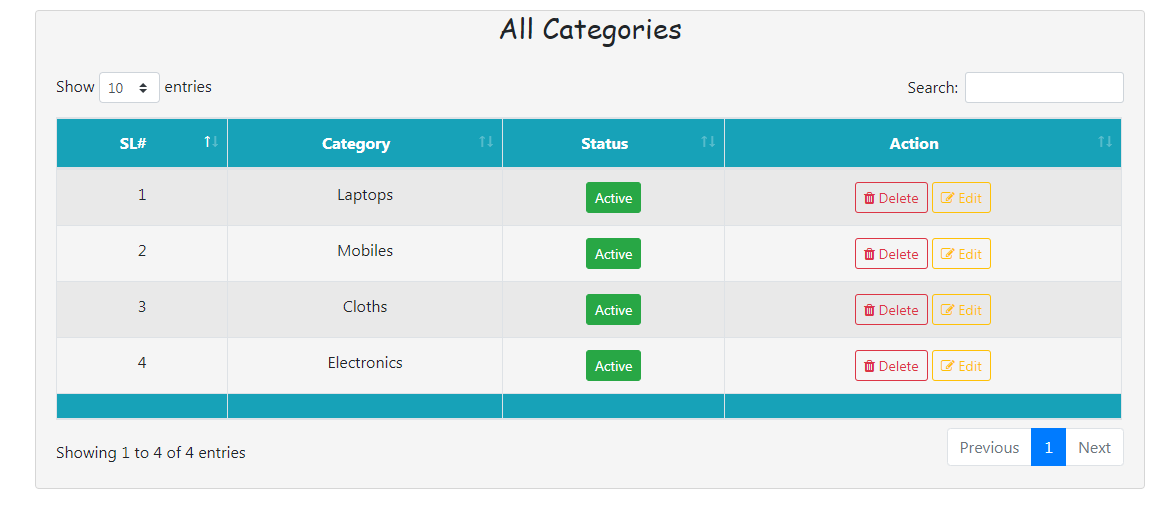 All Categories
Show 10 entries Search:
SL# Category Status Action
1 Laptops Active Delete Edit
2 Mobiles Active Delete Edit
3 Cloths Active Delete Edit
4 Electronics Active Delete Edit
Showing 1 to 4 of 4 entries Previous 1 Next